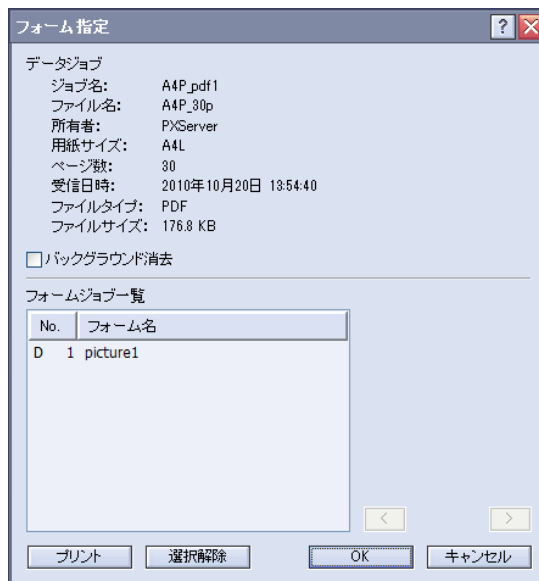 フォーム指定
データジョブ
ジョブ名: A4P_pdf1
ファイル名: A4P_30p
所有者: PXServer
用紙サイズ: A4L
ページ数: 30
受信日時: 2010年10月20日 13:54:40
ファイルタイプ: PDF
ファイルサイズ: 176.8 KB
バックグラウンド消去
フォームジョブ一覧
No. フォーム名
D 1 picture1
< >
プリント 選択解除 OK キャンセル